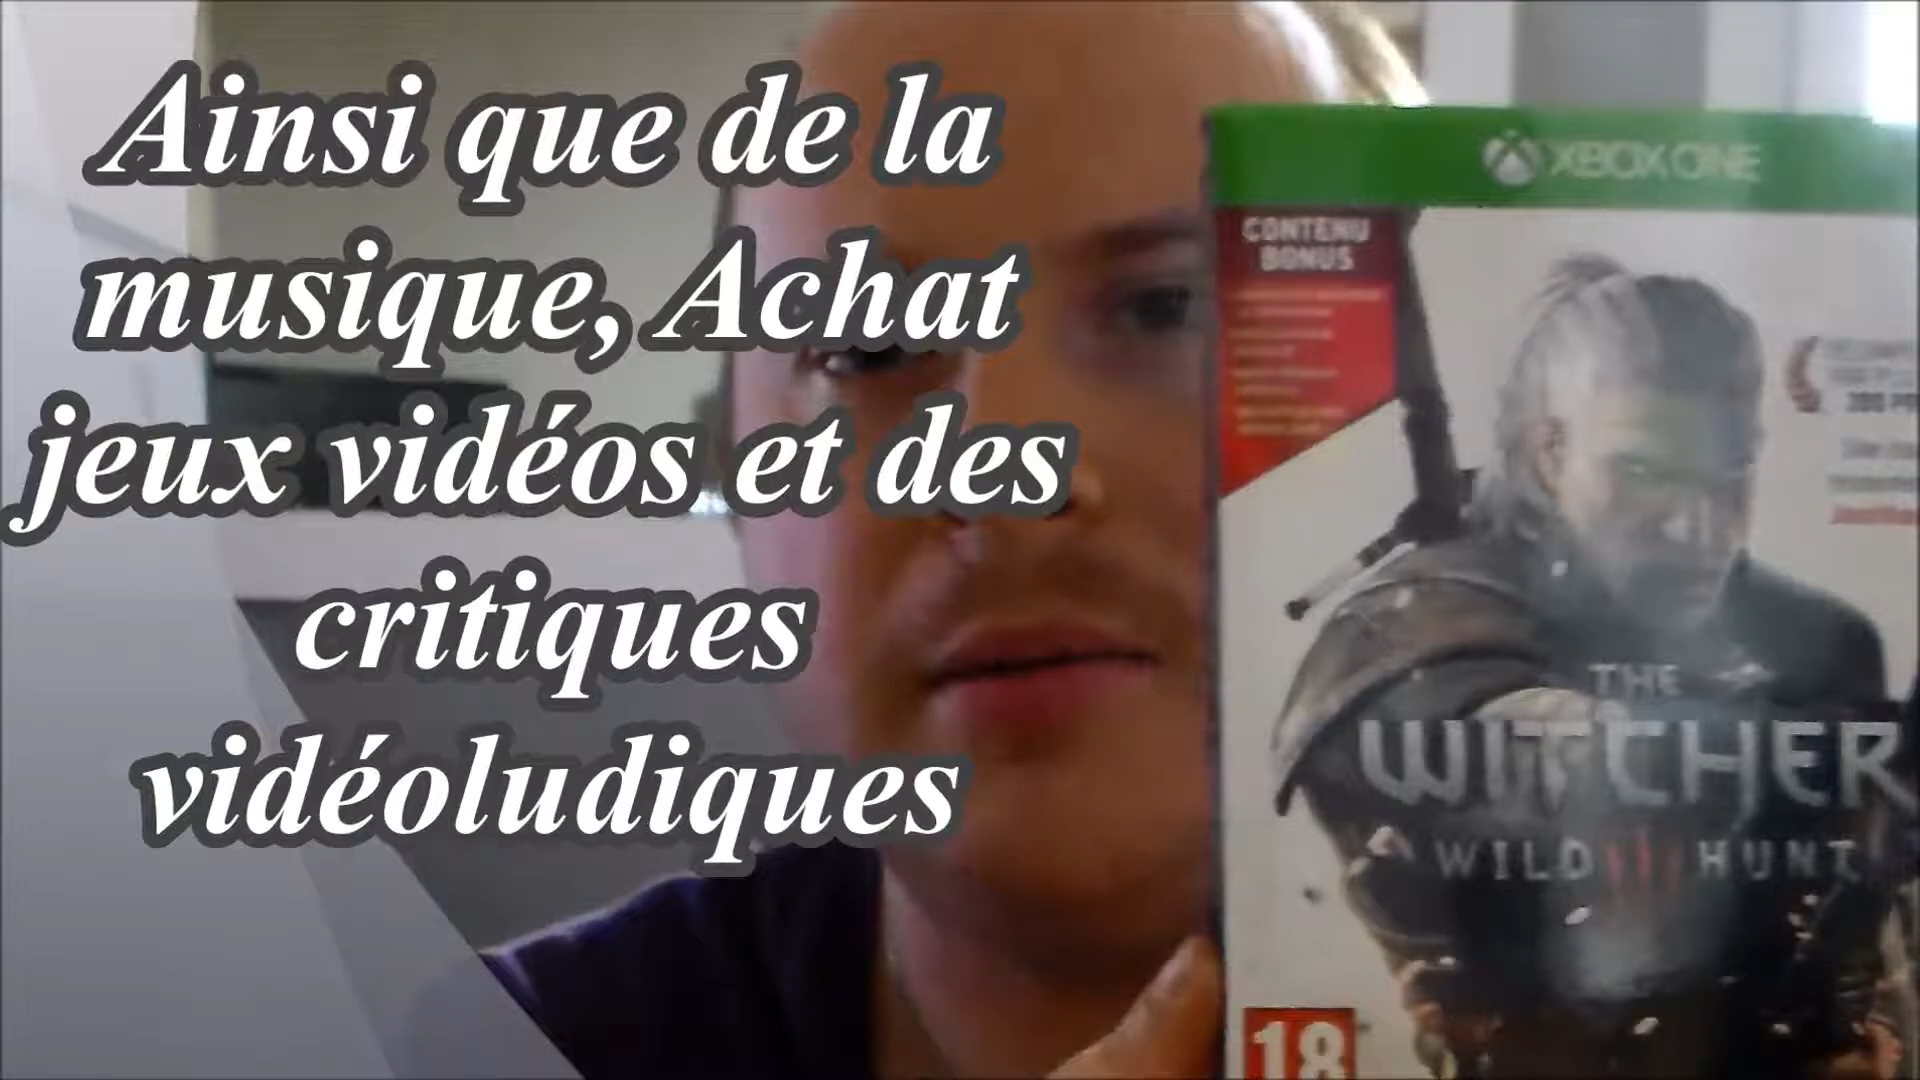 Ainsi que de la
musique, Achat
jeux vidéos et des
critiques
vidéoludiques
XBOX ONE
CONTENU
BONUS
200
THE
WITCHER
WILD HUNT
18